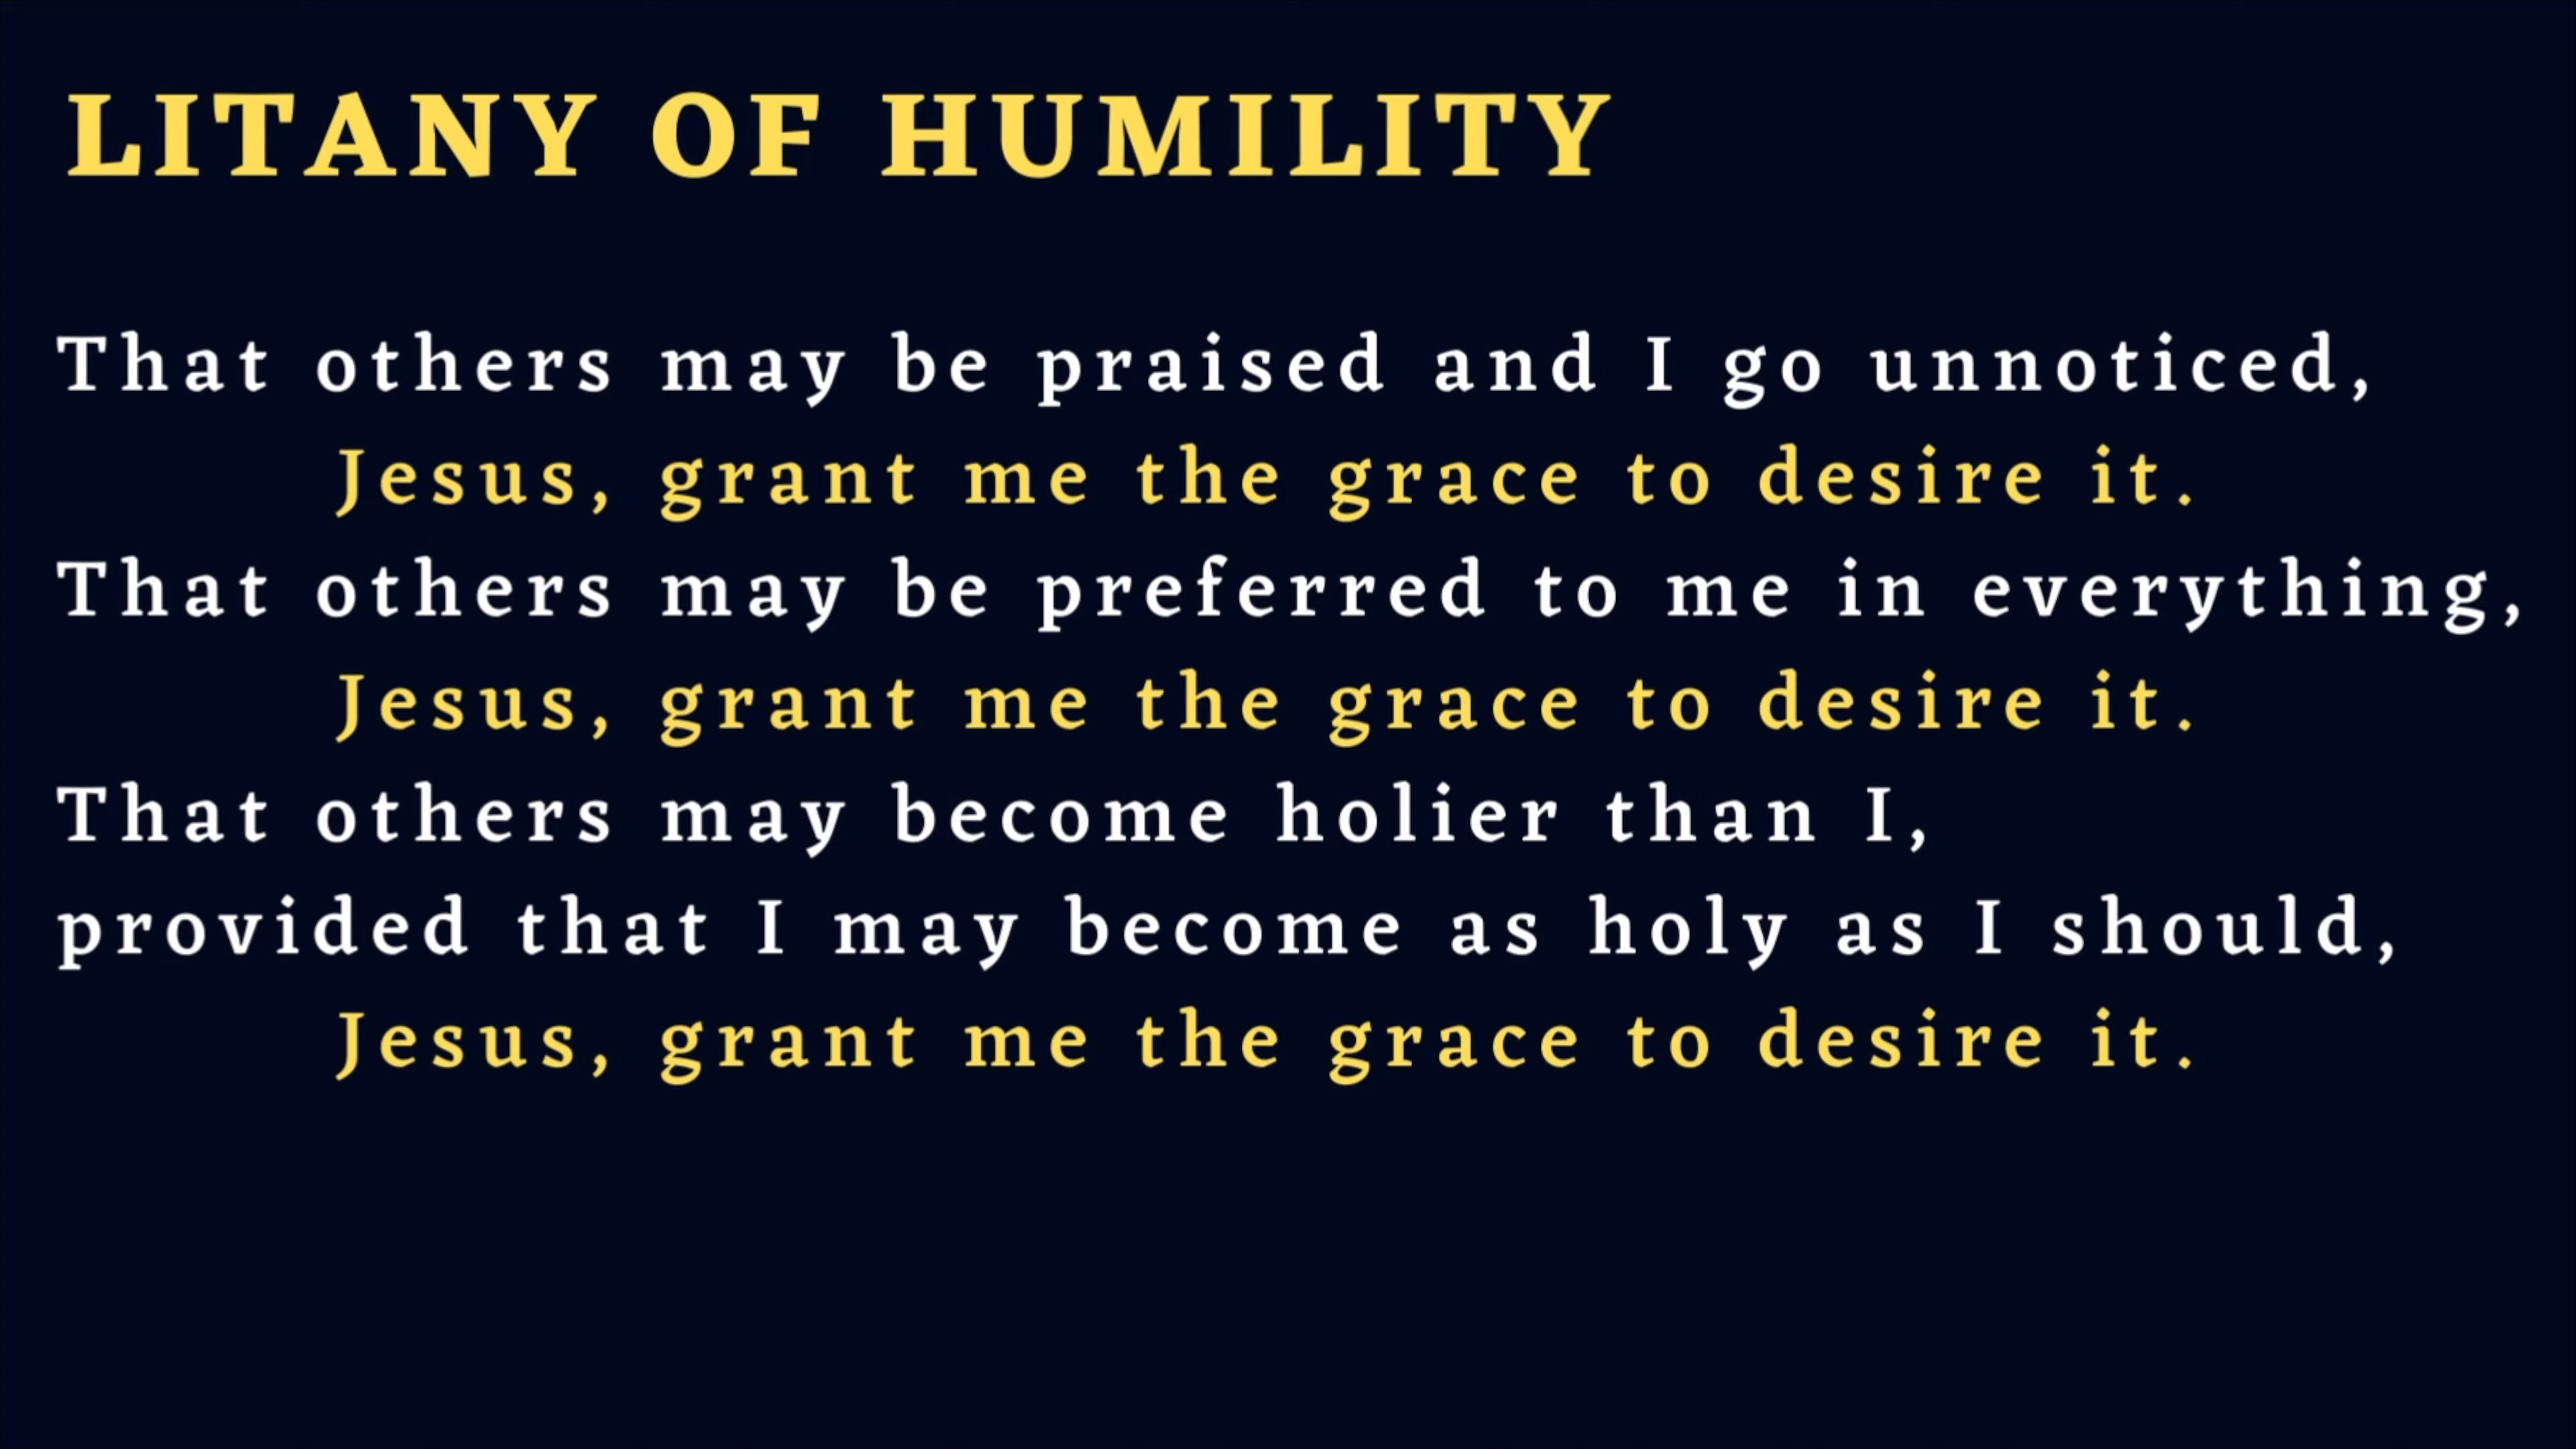 LITANY OF HUMILITY
That others may be praised and I go unnoticed,
Jesus, grant me the grace to desire it.
That others may be preferred to me in everything,
Jesus, grant me the grace to desire it.
That others may become holier than I,
provided that I may become as holy as I should,
Jesus, grant me the grace to desire it.